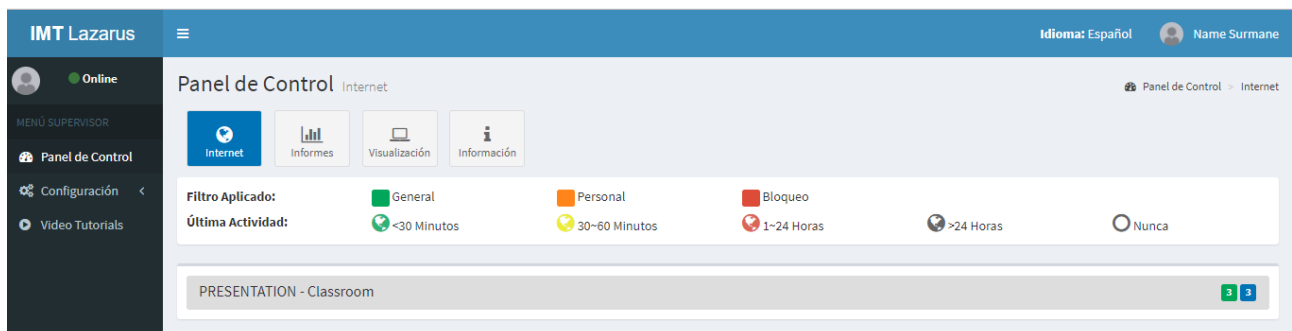 IMT Lazarus
Idioma: Español
Name Surmane
Online
MENÚ SUPERVISOR
Panel de Control
Configuración
Video Tutorials
Panel de Control Internet
Panel de Control > Internet
Internet
Informes
Visualización
Información
Filtro Aplicado: General Personal Bloqueo
Última Actividad: <30 Minutos 30~60 Minutos 1~24 Horas >24 Horas Nunca
PRESENTATION - Classroom 3 3